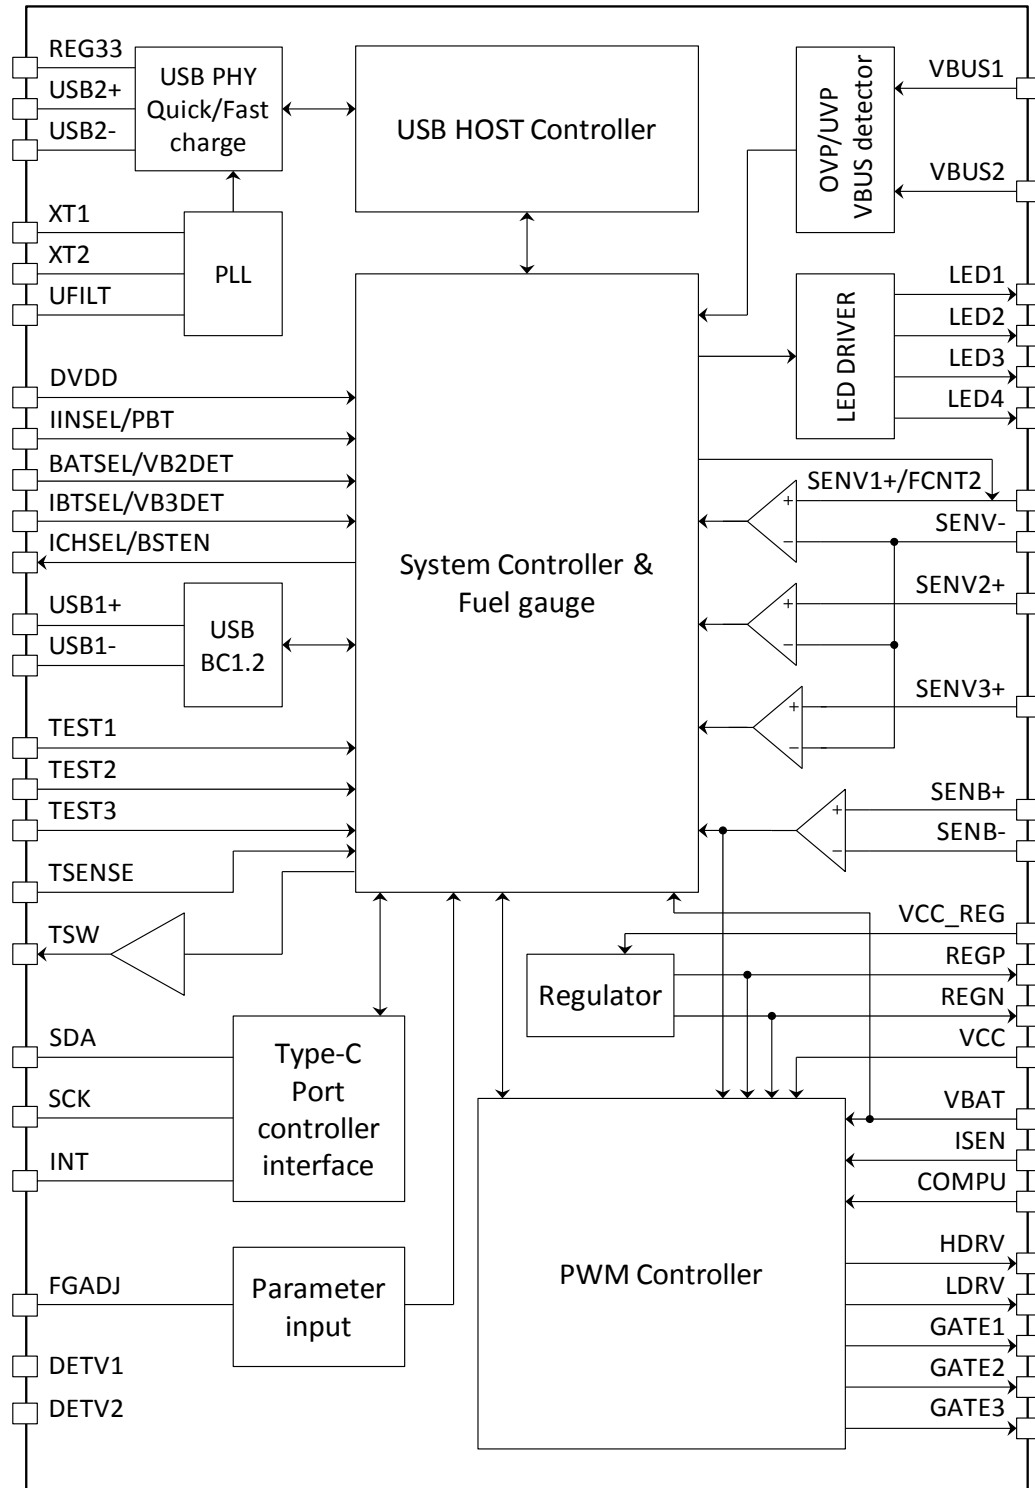 REG33
USB2+
USB2-
USB PHY
Quick/Fast
charge
USB HOST Controller
OVP/UVP
VBUS detector
VBUS1
VBUS2
XT1
XT2
UFILT
PLL
LED DRIVER
LED1
LED2
LED3
LED4
DVDD
IINSEL/PBT
BATSEL/VB2DET
IBTSEL/VB3DET
ICHSEL/BSTEN
System Controller &
Fuel gauge
SENV1+/FCNT2
SENV-
+
−
SENV2+
+
−
SENV3+
+
−
USB1+
USB1-
USB
BC1.2
TEST1
TEST2
TEST3
SENB+
SENB-
+
−
TSENSE
TSW
VCC_REG
REGP
REGN
VCC
Regulator
SDA
SCK
INT
Type-C
Port
controller
interface
VBAT
ISEN
COMPU
HDRV
LDRV
GATE1
GATE2
GATE3
PWM Controller
FGADJ
Parameter
input
DETV1
DETV2